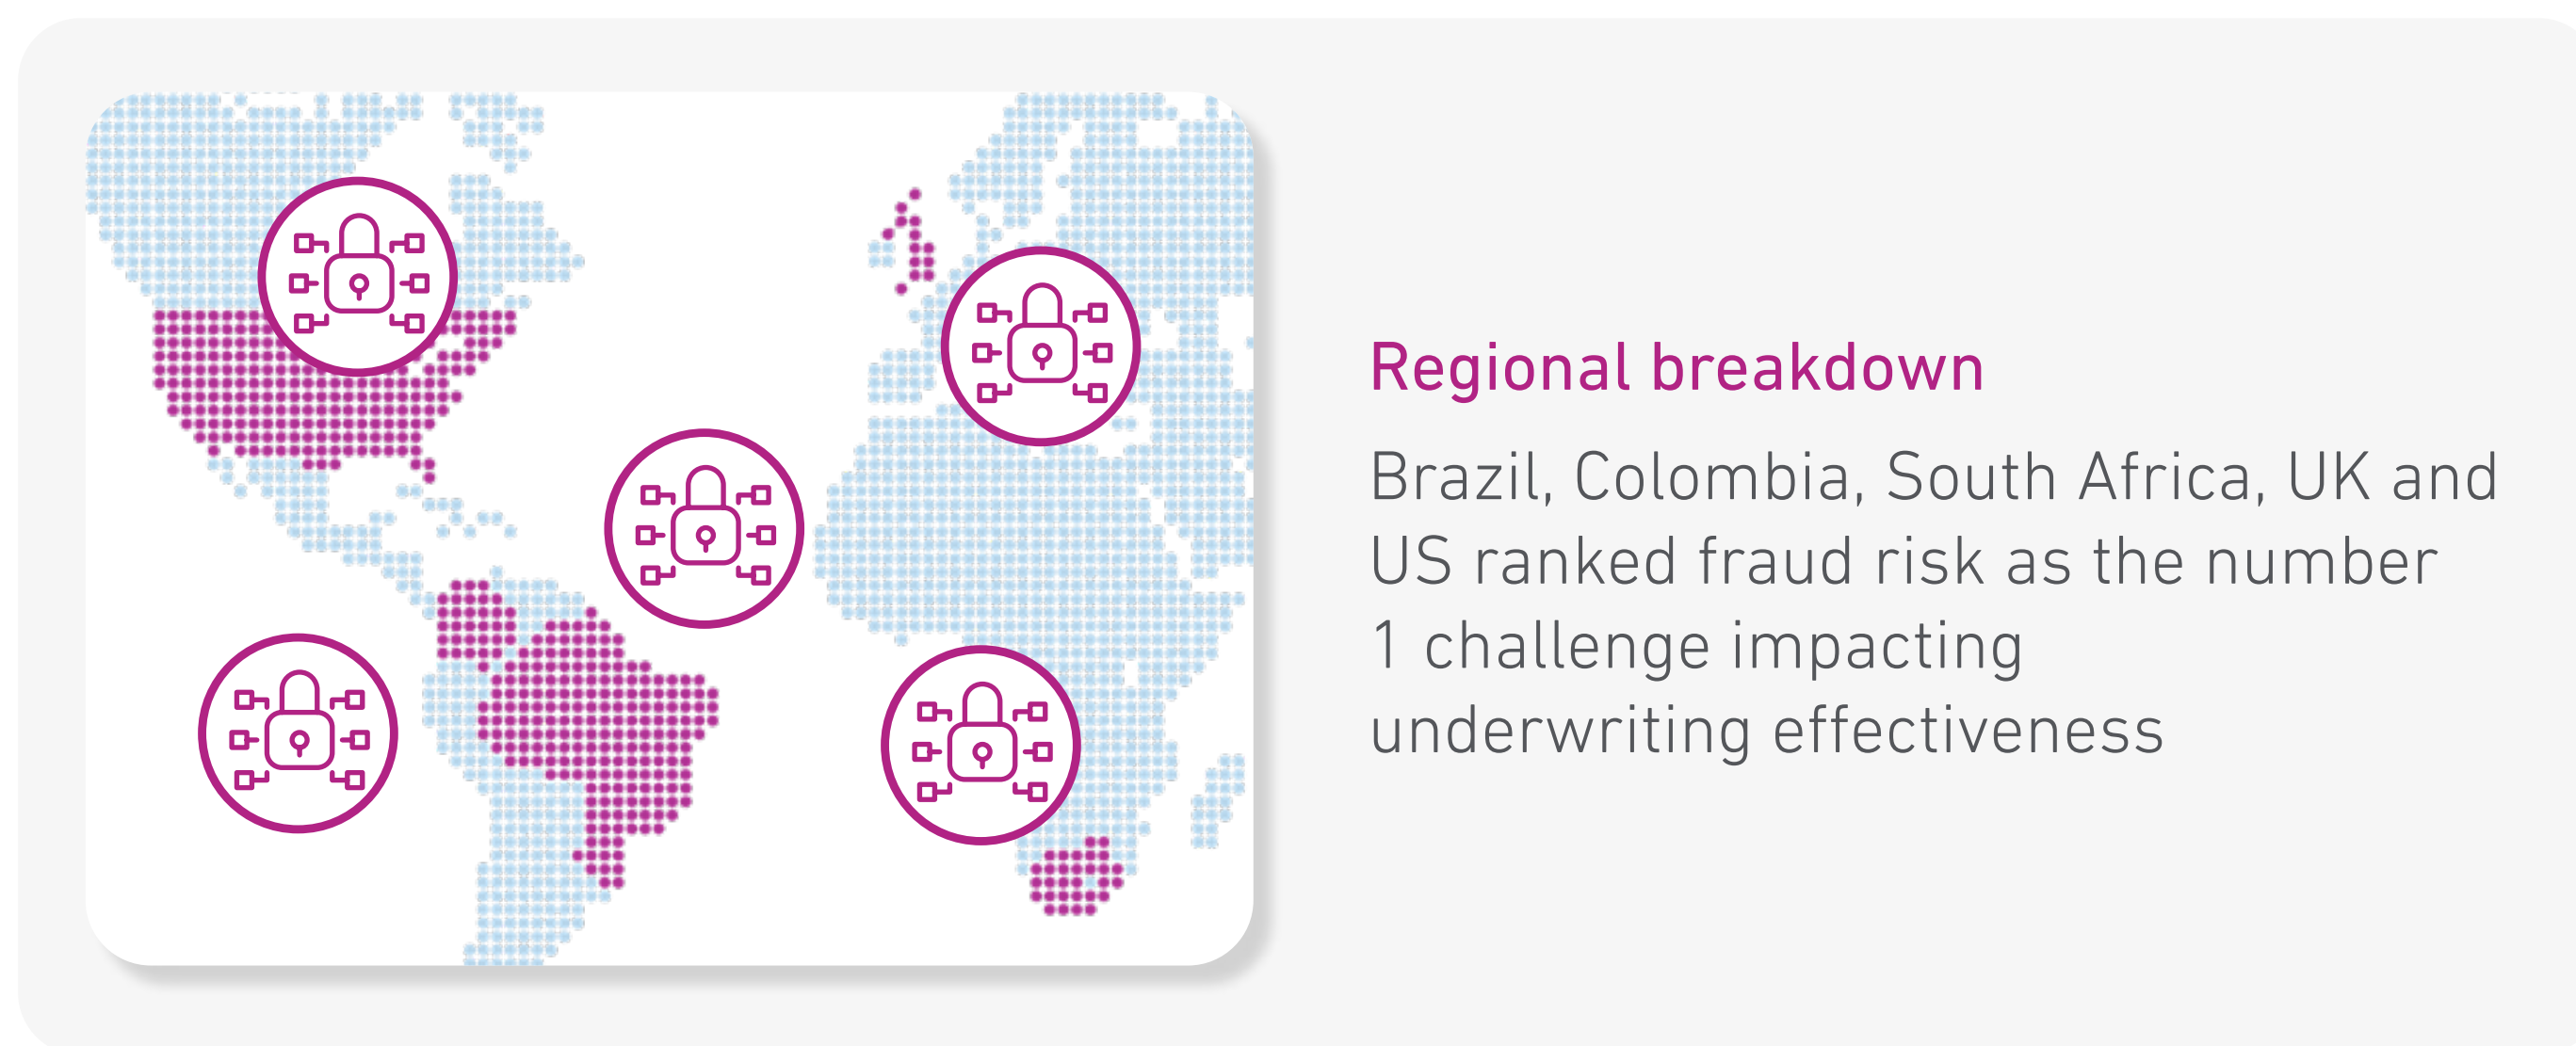 Regional breakdown
Brazil, Colombia, South Africa, UK and
US ranked fraud risk as the number
1 challenge impacting
underwriting effectiveness